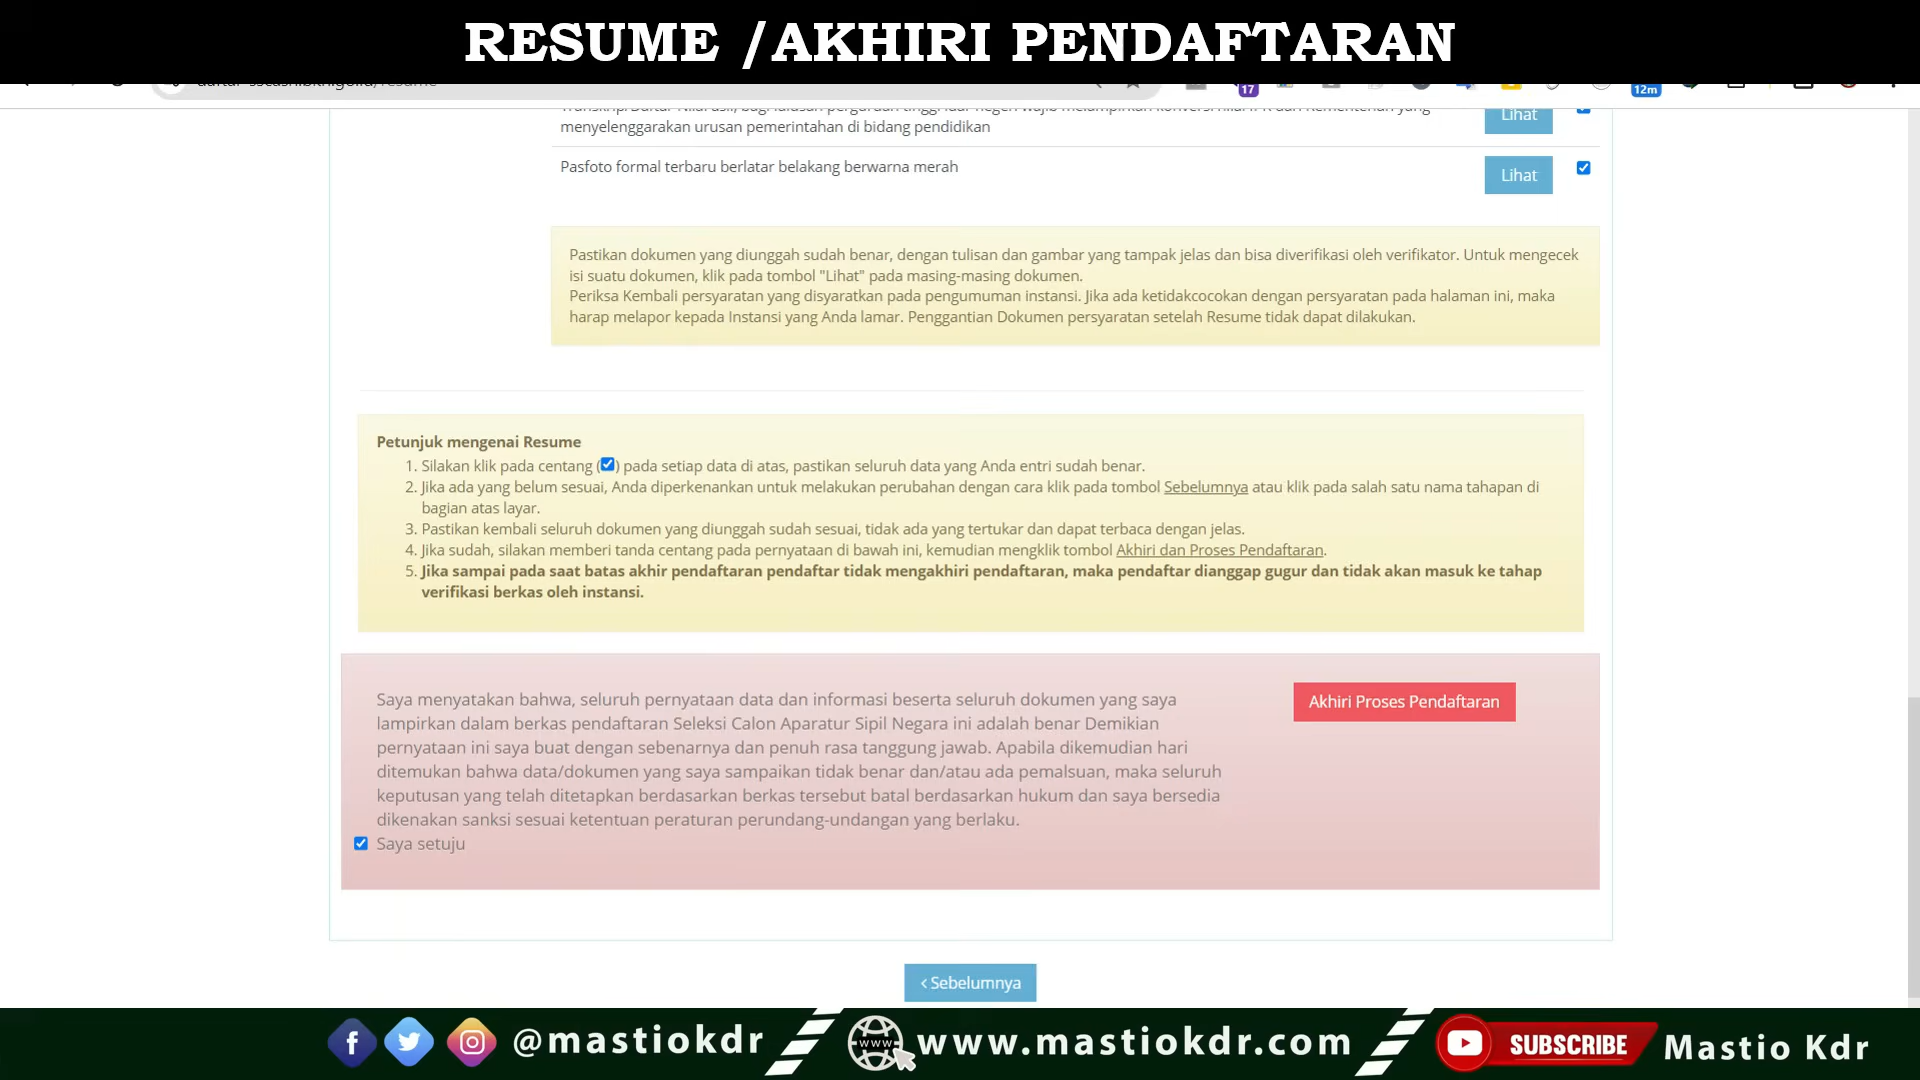 RESUME /AKHIRI PENDAFTARAN
17
12m
menyelenggarakan urusan pemerintahan di bidang pendidikan
Lihat
Pasfoto formal terbaru berlatar belakang berwarna merah
Lihat
Pastikan dokumen yang diunggah sudah benar, dengan tulisan dan gambar yang tampak jelas dan bisa diverifikasi oleh verifikator. Untuk mengecek
isi suatu dokumen, klik pada tombol "Lihat" pada masing-masing dokumen.
Periksa Kembali persyaratan yang disyaratkan pada pengumuman instansi. Jika ada ketidakcocokan dengan persyaratan pada halaman ini, maka
harap melapor kepada Instansi yang Anda lamar. Penggantian Dokumen persyaratan setelah Resume tidak dapat dilakukan.
Petunjuk mengenai Resume
1. Silakan klik pada centang () pada setiap data di atas, pastikan seluruh data yang Anda entri sudah benar.
2. Jika ada yang belum sesuai, Anda diperkenankan untuk melakukan perubahan dengan cara klik pada tombol Sebelumnya atau klik pada salah satu nama tahapan di
bagian atas layar.
3. Pastikan kembali seluruh dokumen yang diunggah sudah sesuai, tidak ada yang tertukar dan dapat terbaca dengan jelas.
4. Jika sudah, silakan memberi tanda centang pada pernyataan di bawah ini, kemudian mengklik tombol Akhiri dan Proses Pendaftaran.
5. Jika sampai pada saat batas akhir pendaftaran pendaftar tidak mengakhiri pendaftaran, maka pendaftar dianggap gugur dan tidak akan masuk ke tahap
verifikasi berkas oleh instansi.
Saya menyatakan bahwa, seluruh pernyataan data dan informasi beserta seluruh dokumen yang saya
lampirkan dalam berkas pendaftaran Seleksi Calon Aparatur Sipil Negara ini adalah benar Demikian
pernyataan ini saya buat dengan sebenarnya dan penuh rasa tanggung jawab. Apabila dikemudian hari
ditemukan bahwa data/dokumen yang saya sampaikan tidak benar dan/atau ada pemalsuan, maka seluruh
keputusan yang telah ditetapkan berdasarkan berkas tersebut batal berdasarkan hukum dan saya bersedia
dikenakan sanksi sesuai ketentuan peraturan perundang-undangan yang berlaku.
Saya setuju
Akhiri Proses Pendaftaran
< Sebelumnya
@mastiokdr
WWW
www.mastiokdr.com
SUBSCRIBE
Mastio Kdr